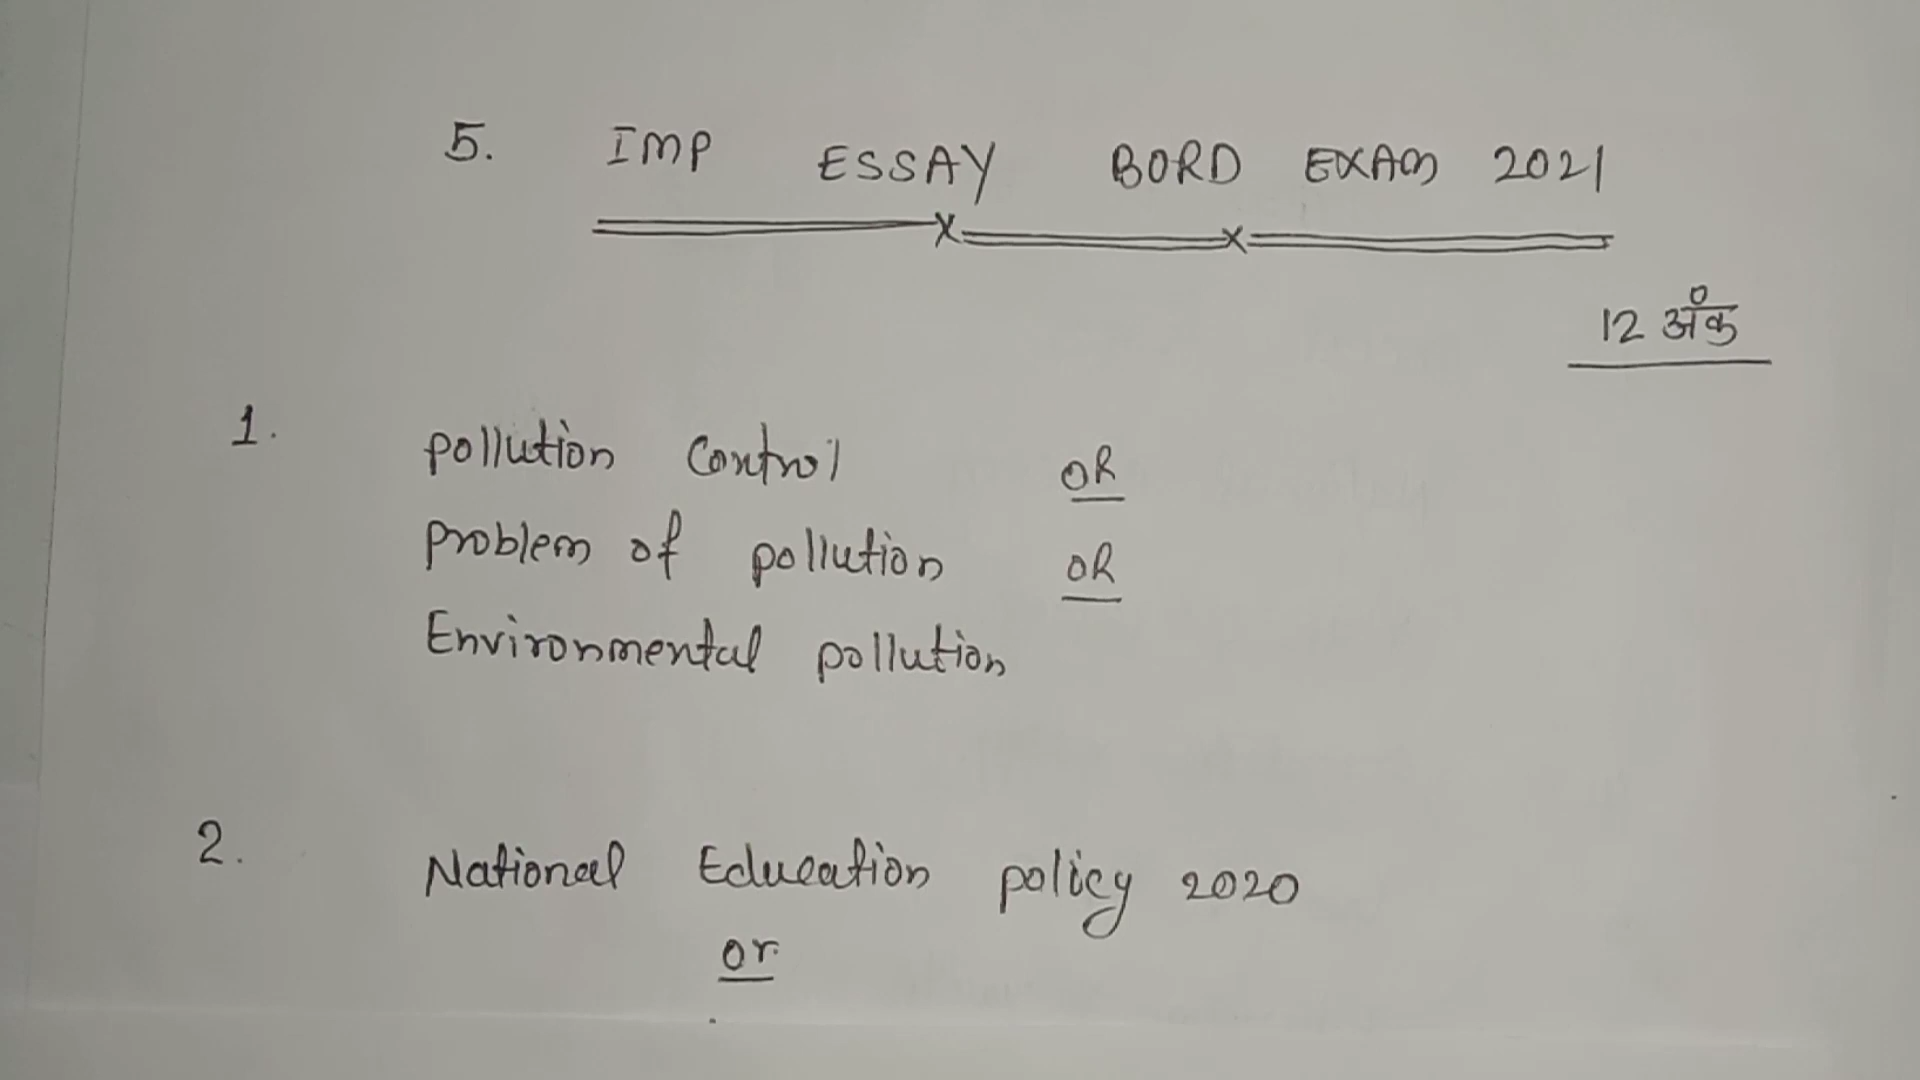 5. IMP ESSAY BORD EXAM 2021
12 अंक
1. pollution Control OR
problem of pollution OR
Environmental pollution
2. National Education policy 2020
or